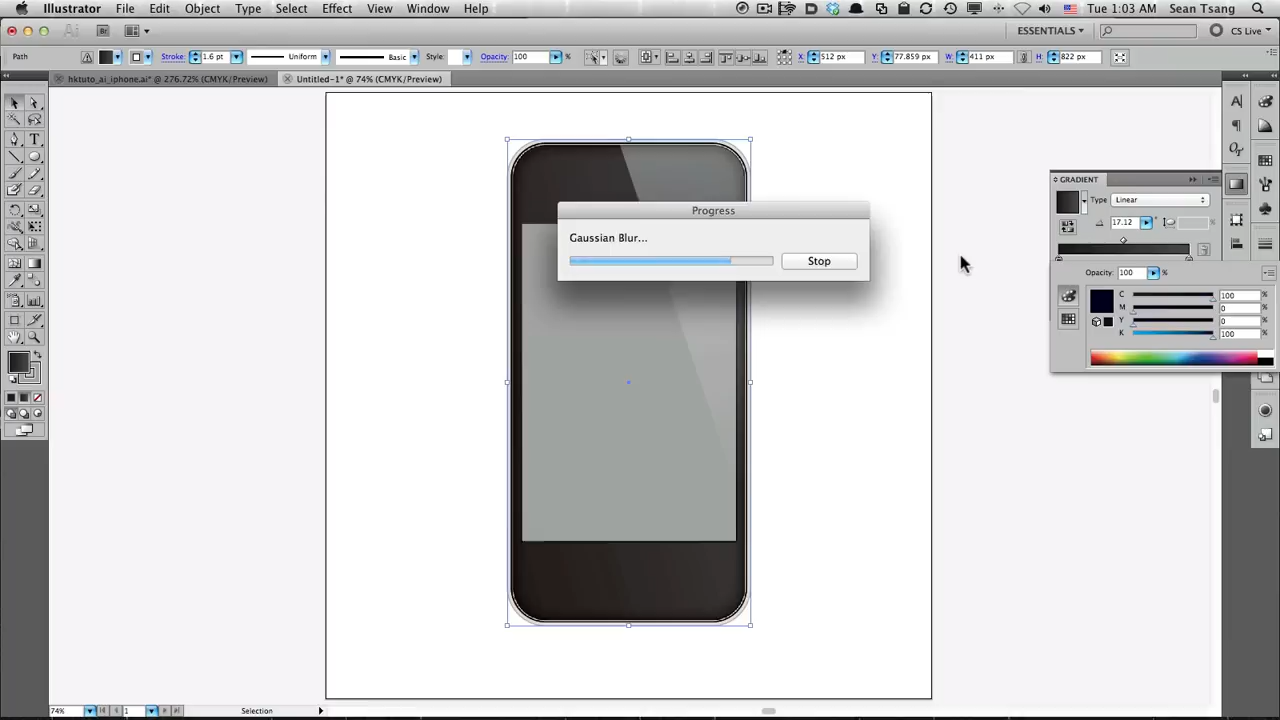 Illustrator File Edit Object Type Select Effect View Window Help Tue 1:03 AM Sean Tsang
ESSENTIALS CS Live
Path Stroke: 1.6 pt Uniform Basic Style: Opacity: 100 X: 512 px Y: 77.859 px W: 411 px H: 822 px
hktuto_ai_iphone.ai* @ 276.72% (CMYK/Preview) Untitled-1* @ 74% (CMYK/Preview)
GRADIENT
Type Linear
17.12 °
Progress
Gaussian Blur...
Stop
Opacity: 100 %
C 100 %
M 0 %
Y 0 %
K 100 %
74% 1 Selection